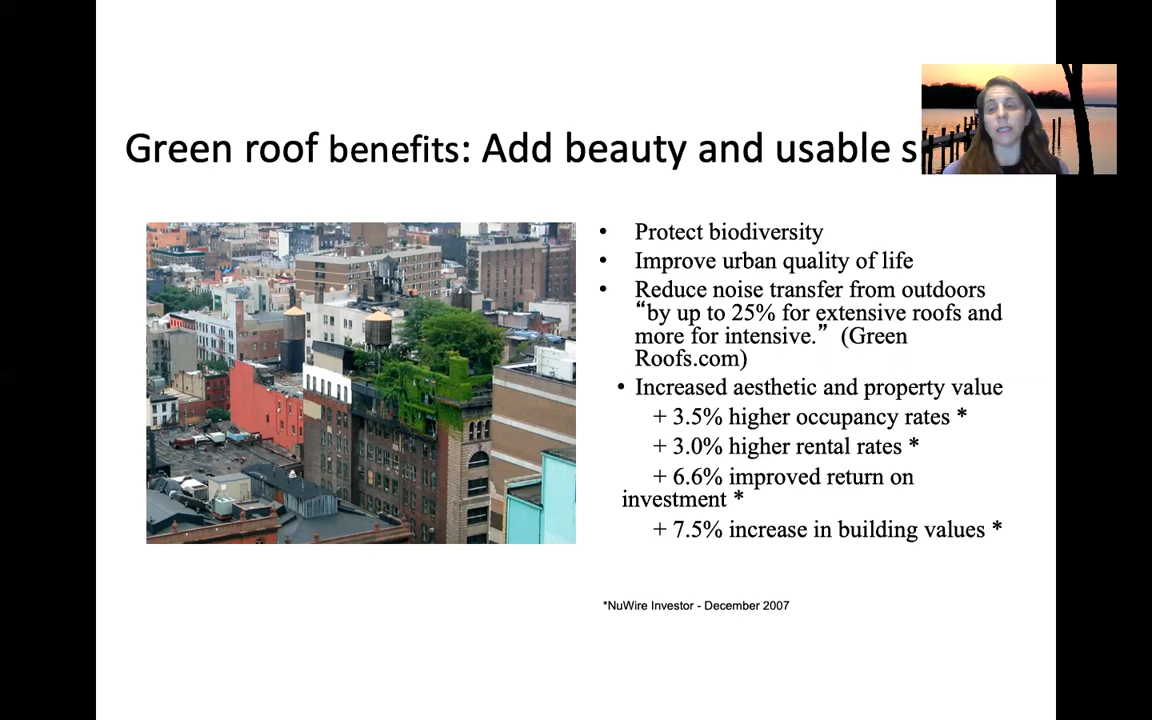 Green roof benefits: Add beauty and usable
• Protect biodiversity
• Improve urban quality of life
• Reduce noise transfer from outdoors
“by up to 25% for extensive roofs and
more for intensive.” (Green
Roofs.com)
• Increased aesthetic and property value
+ 3.5% higher occupancy rates *
+ 3.0% higher rental rates *
+ 6.6% improved return on
investment *
+ 7.5% increase in building values *
*NuWire Investor - December 2007